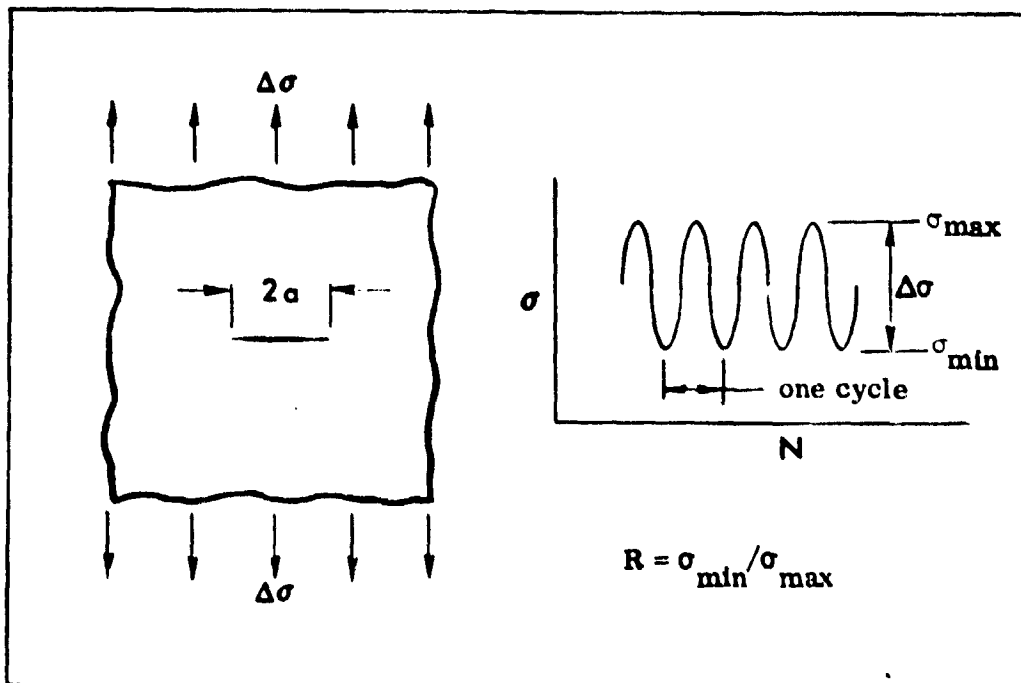 Δσ
2a
Δσ
σ
σmax
Δσ
σmin
one cycle
N
R = σmin/σmax